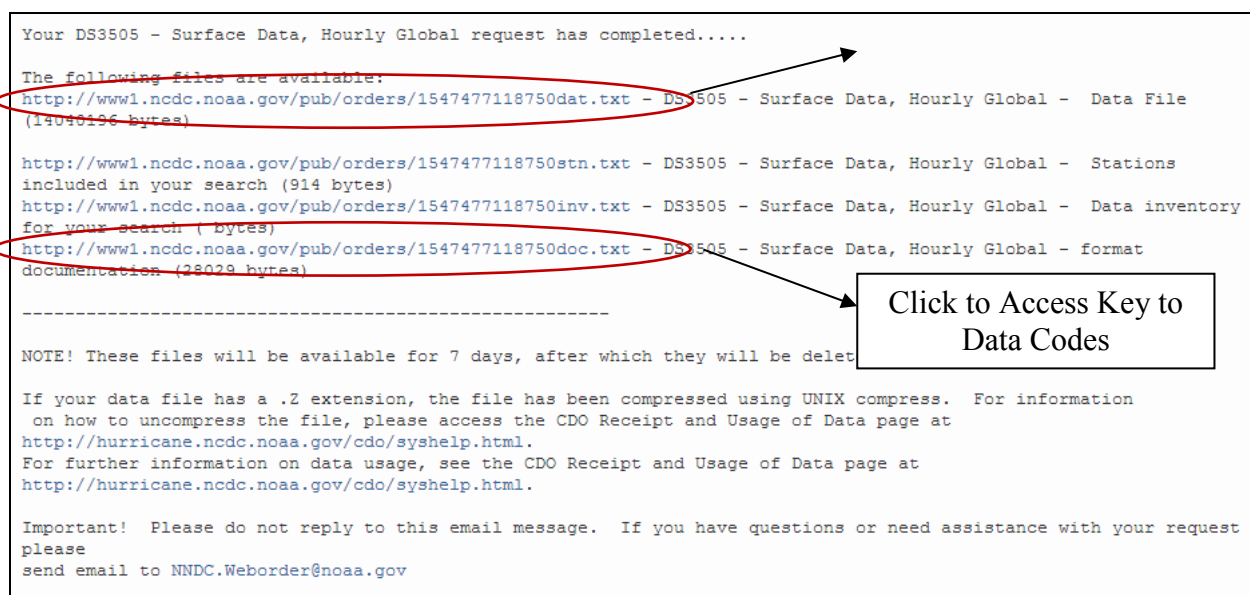 Your DS3505 - Surface Data, Hourly Global request has completed.....
The following files are available:
http://www1.ncdc.noaa.gov/pub/orders/1547477118750dat.txt - DS3505 - Surface Data, Hourly Global - Data File
(14040196 bytes)
http://www1.ncdc.noaa.gov/pub/orders/1547477118750stn.txt - DS3505 - Surface Data, Hourly Global - Stations
included in your search (914 bytes)
http://www1.ncdc.noaa.gov/pub/orders/1547477118750inv.txt - DS3505 - Surface Data, Hourly Global - Data inventory
for your search ( bytes)
http://www1.ncdc.noaa.gov/pub/orders/1547477118750doc.txt - DS3505 - Surface Data, Hourly Global - format
documentation (28029 bytes)
Click to Access Key to
Data Codes
-------------------------------------------------------
NOTE! These files will be available for 7 days, after which they will be delet
If your data file has a .Z extension, the file has been compressed using UNIX compress. For information
on how to uncompress the file, please access the CDO Receipt and Usage of Data page at
http://hurricane.ncdc.noaa.gov/cdo/syshelp.html.
For further information on data usage, see the CDO Receipt and Usage of Data page at
http://hurricane.ncdc.noaa.gov/cdo/syshelp.html.
Important! Please do not reply to this email message. If you have questions or need assistance with your request
please
send email to NNDC.Weborder@noaa.gov